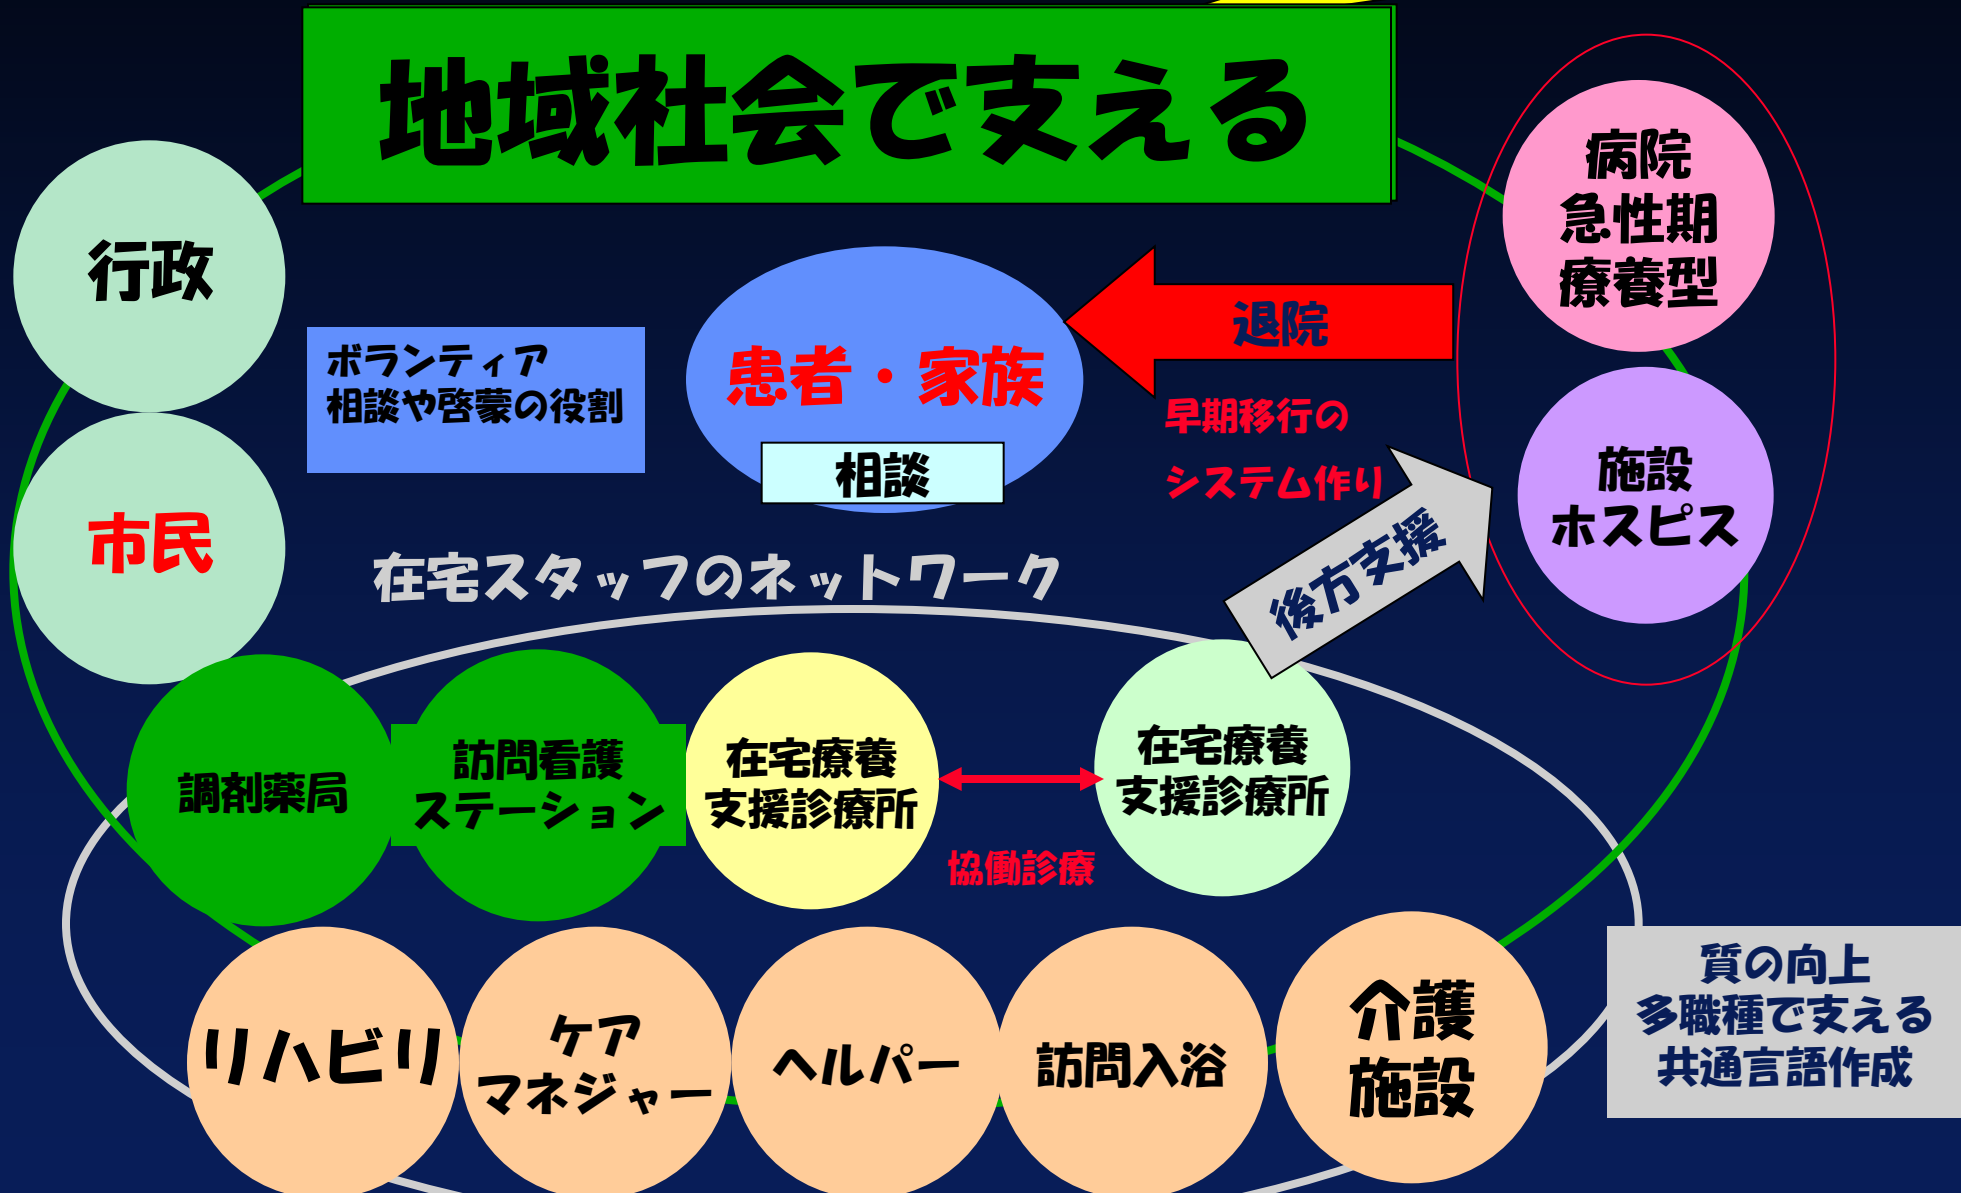 地域社会で支える
病院
急性期
療養型
行政
ボランティア
相談や啓蒙の役割
患者・家族
相談
退院
早期移行の
システム作り
施設
ホスピス
後方支援
市民
在宅スタッフのネットワーク
調剤薬局
訪問看護
ステーション
在宅療養
支援診療所
協働診療
在宅療養
支援診療所
リハビリ
ケア
マネジャー
ヘルパー
訪問入浴
介護
施設
質の向上
多職種で支える
共通言語作成